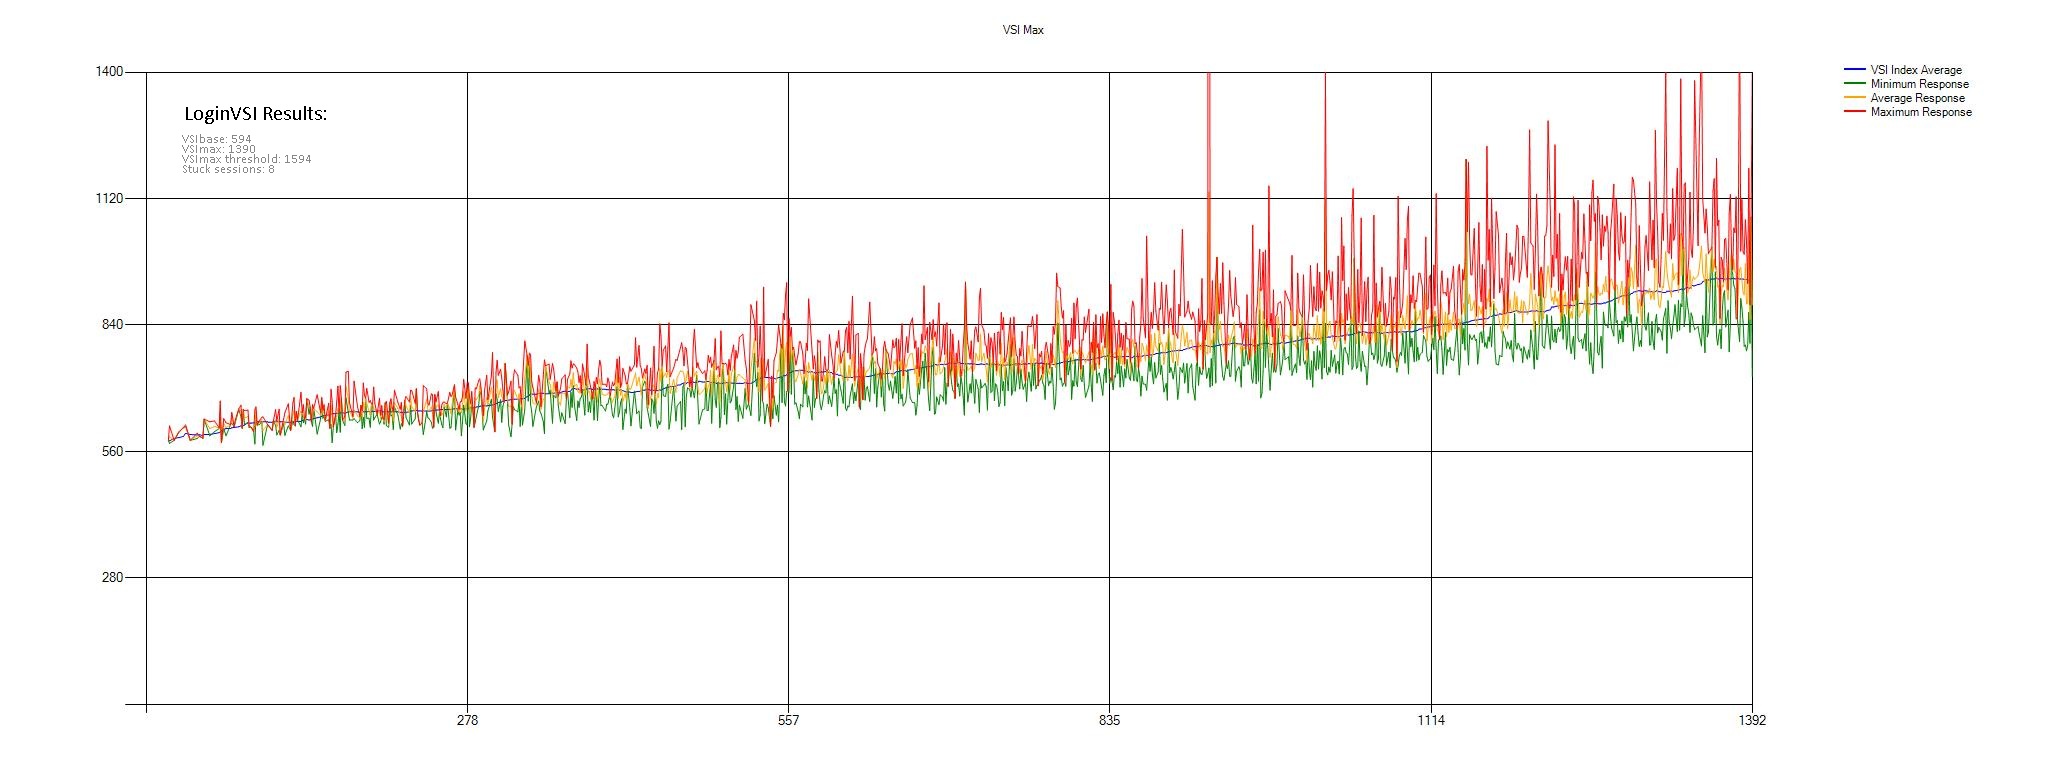 VSI Max
1400
1120
840
560
280
LoginVSI Results:
VSIbase: 594
VSImax: 1390
VSImax threshold: 1594
Stuck sessions: 8
VSI Index Average
Minimum Response
Average Response
Maximum Response
278
557
835
1114
1392